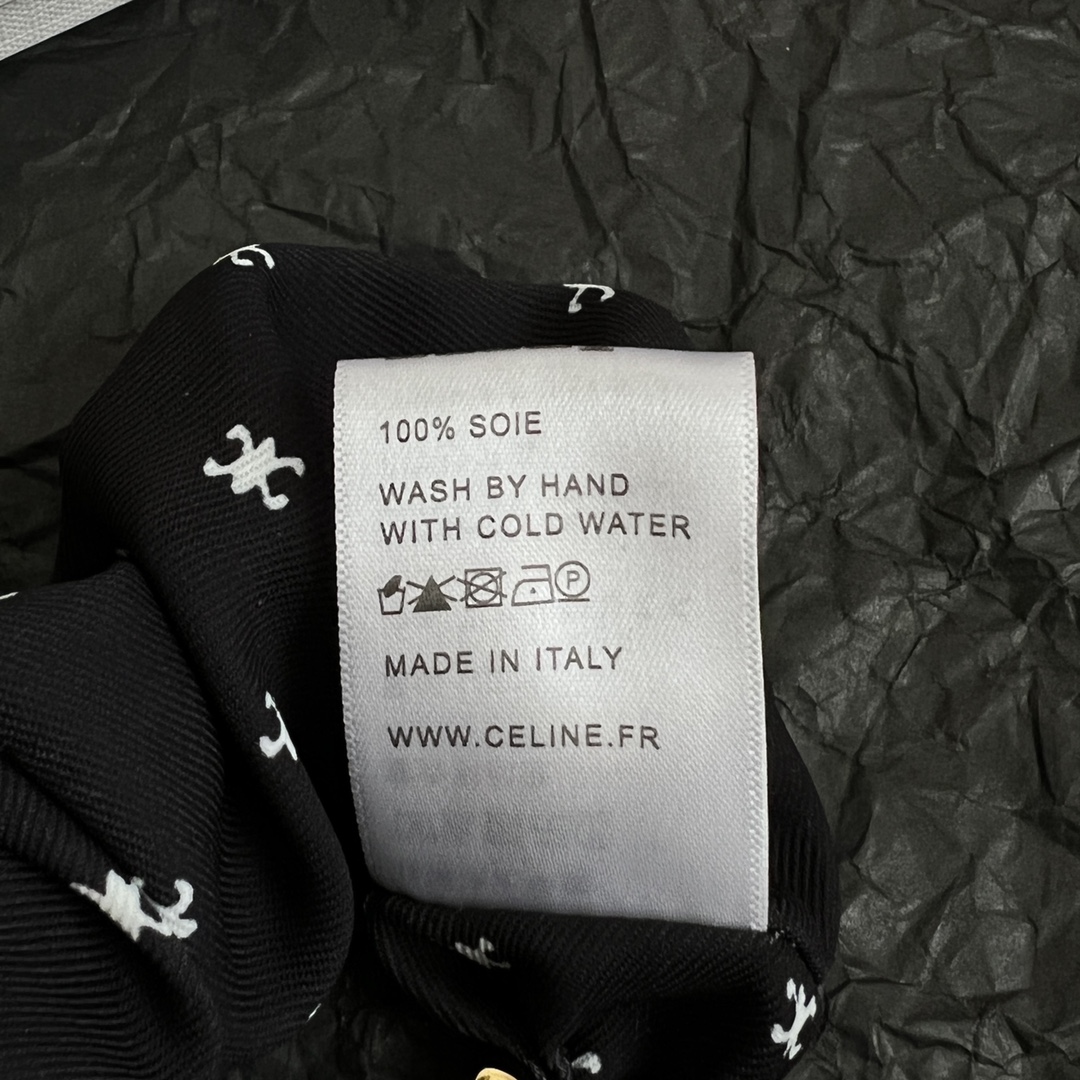 100% SOIE
WASH BY HAND
WITH COLD WATER
P
MADE IN ITALY
WWW.CELINE.FR